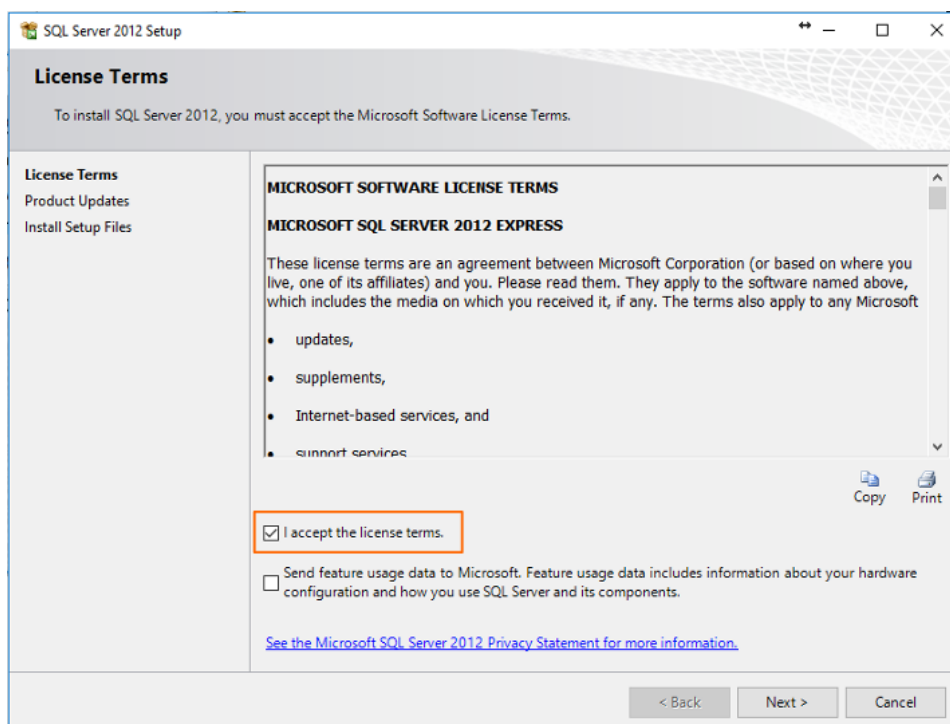 SQL Server 2012 Setup
License Terms
To install SQL Server 2012, you must accept the Microsoft Software License Terms.
License Terms
Product Updates
Install Setup Files
MICROSOFT SOFTWARE LICENSE TERMS
MICROSOFT SQL SERVER 2012 EXPRESS
These license terms are an agreement between Microsoft Corporation (or based on where you
live, one of its affiliates) and you. Please read them. They apply to the software named above,
which includes the media on which you received it, if any. The terms also apply to any Microsoft
• updates,
• supplements,
• Internet-based services, and
• support services
Copy
Print
I accept the license terms.
Send feature usage data to Microsoft. Feature usage data includes information about your hardware
configuration and how you use SQL Server and its components.
See the Microsoft SQL Server 2012 Privacy Statement for more information.
< Back
Next >
Cancel